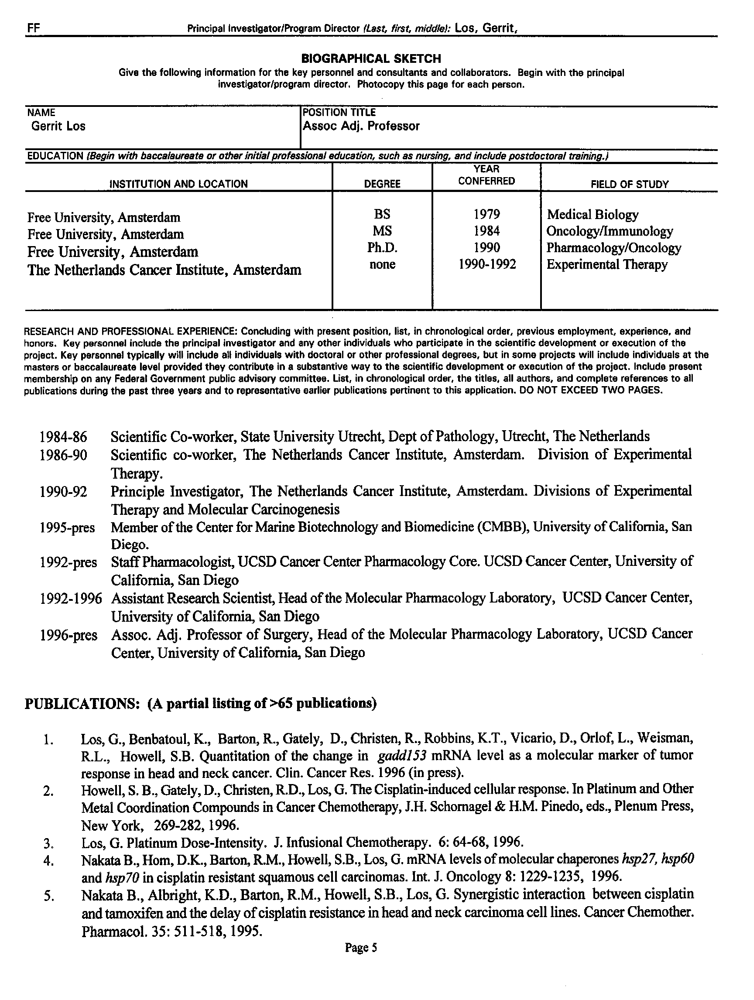 FF Principal Investigator/Program Director (Last, first, middle): Los, Gerrit,
BIOGRAPHICAL SKETCH
Give the following information for the key personnel and consultants and collaborators. Begin with the principal
investigator/program director. Photocopy this page for each person.
NAME POSITION TITLE
Gerrit Los Assoc Adj. Professor
EDUCATION (Begin with baccalaureate or other initial professional education, such as nursing, and include postdoctoral training.)
INSTITUTION AND LOCATION DEGREE YEAR CONFERRED FIELD OF STUDY
Free University, Amsterdam BS 1979 Medical Biology
Free University, Amsterdam MS 1984 Oncology/Immunology
Free University, Amsterdam Ph.D. 1990 Pharmacology/Oncology
The Netherlands Cancer Institute, Amsterdam none 1990-1992 Experimental Therapy
RESEARCH AND PROFESSIONAL EXPERIENCE: Concluding with present position, list, in chronological order, previous employment, experience, and
honors. Key personnel include the principal investigator and any other individuals who participate in the scientific development or execution of the
project. Key personnel typically will include all individuals with doctoral or other professional degrees, but in some projects will include individuals at the
masters or baccalaureate level provided they contribute in a substantive way to the scientific development or execution of the project. Include present
membership on any Federal Government public advisory committee. List, in chronological order, the titles, all authors, and complete references to all
publications during the past three years and to representative earlier publications pertinent to this application. DO NOT EXCEED TWO PAGES.
1984-86 Scientific Co-worker, State University Utrecht, Dept of Pathology, Utrecht, The Netherlands
1986-90 Scientific co-worker, The Netherlands Cancer Institute, Amsterdam. Division of Experimental
Therapy.
1990-92 Principle Investigator, The Netherlands Cancer Institute, Amsterdam. Divisions of Experimental
Therapy and Molecular Carcinogenesis
1995-pres Member of the Center for Marine Biotechnology and Biomedicine (CMBB), University of California, San
Diego.
1992-pres Staff Pharmacologist, UCSD Cancer Center Pharmacology Core. UCSD Cancer Center, University of
California, San Diego
1992-1996 Assistant Research Scientist, Head of the Molecular Pharmacology Laboratory, UCSD Cancer Center,
University of California, San Diego
1996-pres Assoc. Adj. Professor of Surgery, Head of the Molecular Pharmacology Laboratory, UCSD Cancer
Center, University of California, San Diego
PUBLICATIONS: (A partial listing of >65 publications)
1. Los, G., Benbatoul, K., Barton, R., Gately, D., Christen, R., Robbins, K.T., Vicario, D., Orlof, L., Weisman,
R.L., Howell, S.B. Quantitation of the change in gadd153 mRNA level as a molecular marker of tumor
response in head and neck cancer. Clin. Cancer Res. 1996 (in press).
2. Howell, S. B., Gately, D., Christen, R.D., Los, G. The Cisplatin-induced cellular response. In Platinum and Other
Metal Coordination Compounds in Cancer Chemotherapy, J.H. Schornagel & H.M. Pinedo, eds., Plenum Press,
New York, 269-282, 1996.
3. Los, G. Platinum Dose-Intensity. J. Infusional Chemotherapy. 6: 64-68, 1996.
4. Nakata B., Hom, D.K., Barton, R.M., Howell, S.B., Los, G. mRNA levels of molecular chaperones hsp27, hsp60
and hsp70 in cisplatin resistant squamous cell carcinomas. Int. J. Oncology 8: 1229-1235, 1996.
5. Nakata B., Albright, K.D., Barton, R.M., Howell, S.B., Los, G. Synergistic interaction between cisplatin
and tamoxifen and the delay of cisplatin resistance in head and neck carcinoma cell lines. Cancer Chemother.
Pharmacol. 35: 511-518, 1995.
Page 5